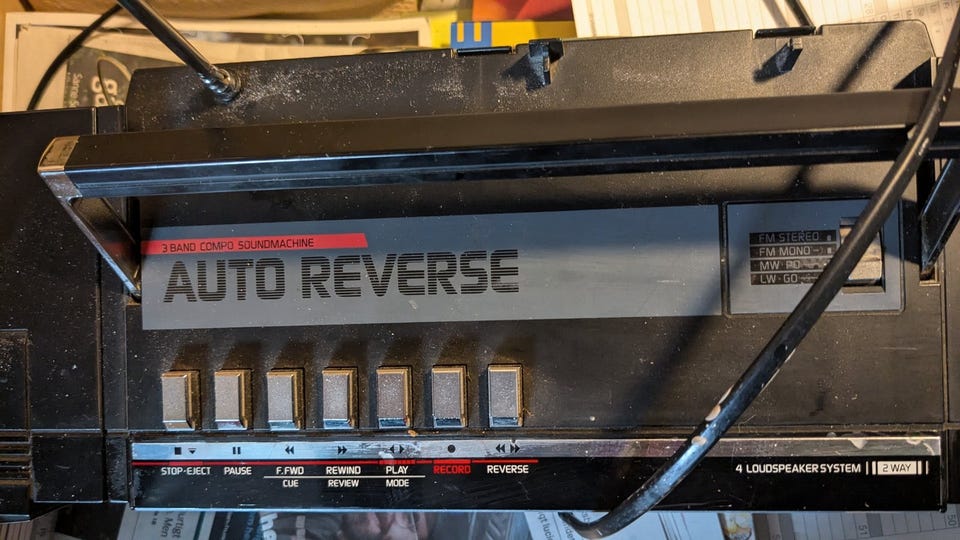 3 BAND COMPO SOUNDMACHINE
AUTO REVERSE
FM STEREO
FM MONO
MW·PO
LW·GO
STOP-EJECT PAUSE F.FWD REWIND PLAY RECORD REVERSE
CUE REVIEW MODE
4 LOUDSPEAKER SYSTEM 2 WAY